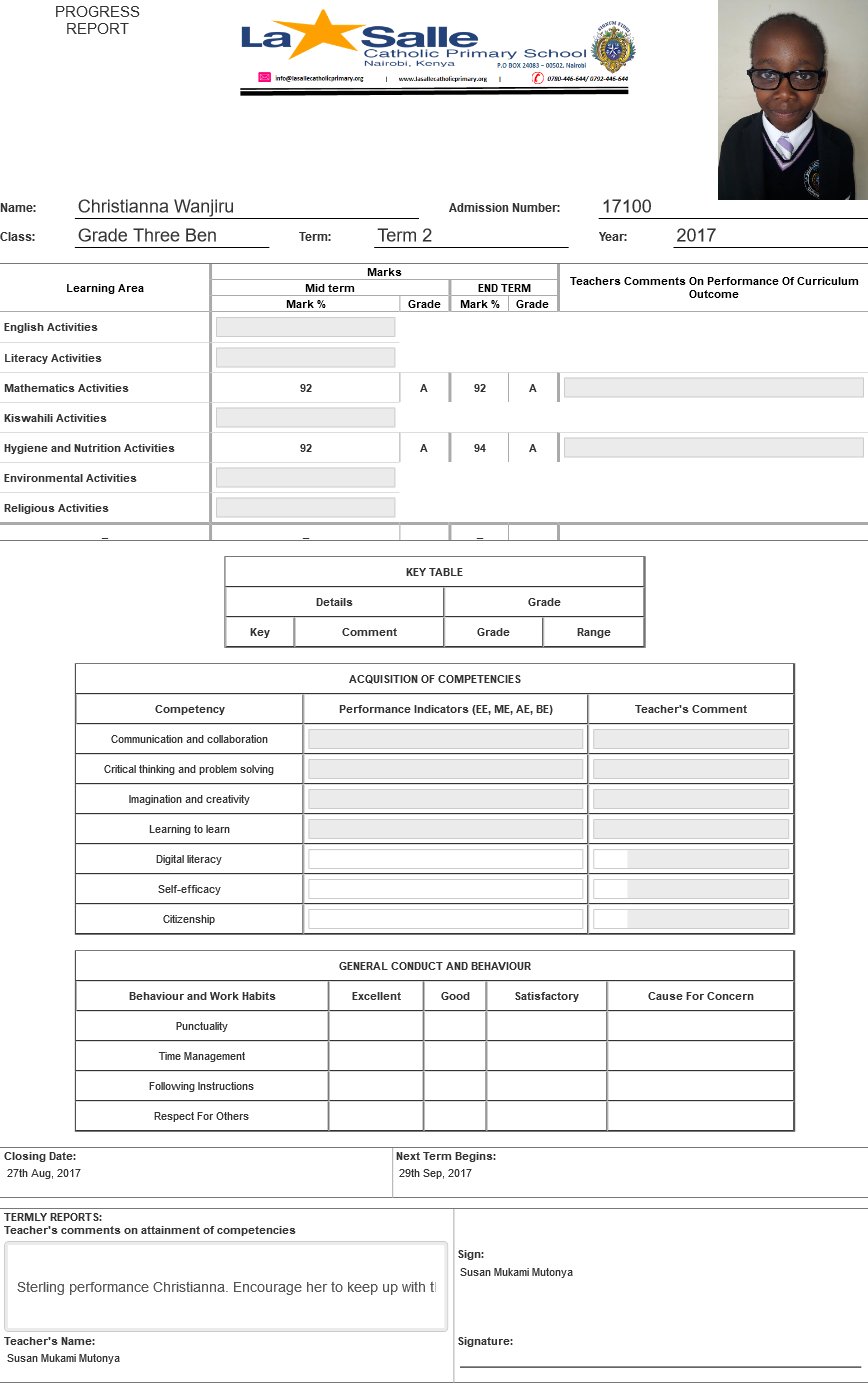 PROGRESS
REPORT
La Salle
Catholic Primary School
Nairobi, Kenya
P.O BOX 24083 – 00502, Nairobi
info@lasallecatholicprimary.org | www.lasallecatholicprimary.org | 0780-446-644/ 0792-446-644
Name: Christianna Wanjiru Admission Number: 17100
Class: Grade Three Ben Term: Term 2 Year: 2017
Learning Area Marks Teachers Comments On Performance Of Curriculum Outcome
Mid term END TERM
Mark % Grade Mark % Grade
English Activities
Literacy Activities
Mathematics Activities 92 A 92 A
Kiswahili Activities
Hygiene and Nutrition Activities 92 A 94 A
Environmental Activities
Religious Activities
_ _ _
KEY TABLE
Details Grade
Key Comment Grade Range
ACQUISITION OF COMPETENCIES
Competency Performance Indicators (EE, ME, AE, BE) Teacher's Comment
Communication and collaboration
Critical thinking and problem solving
Imagination and creativity
Learning to learn
Digital literacy
Self-efficacy
Citizenship
GENERAL CONDUCT AND BEHAVIOUR
Behaviour and Work Habits Excellent Good Satisfactory Cause For Concern
Punctuality
Time Management
Following Instructions
Respect For Others
Closing Date: Next Term Begins:
27th Aug, 2017 29th Sep, 2017
TERMLY REPORTS:
Teacher's comments on attainment of competencies
Sign:
Susan Mukami Mutonya
Sterling performance Christianna. Encourage her to keep up with
Teacher's Name: Signature:
Susan Mukami Mutonya